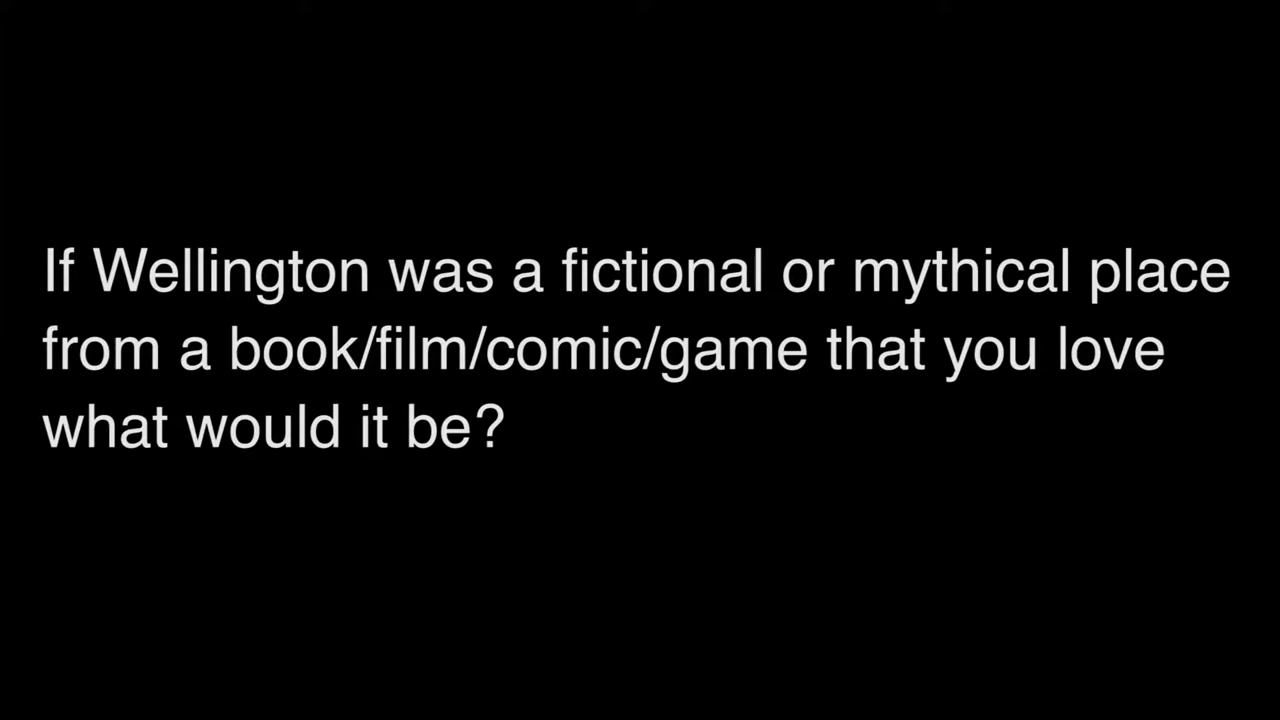 If Wellington was a fictional or mythical place
from a book/film/comic/game that you love
what would it be?